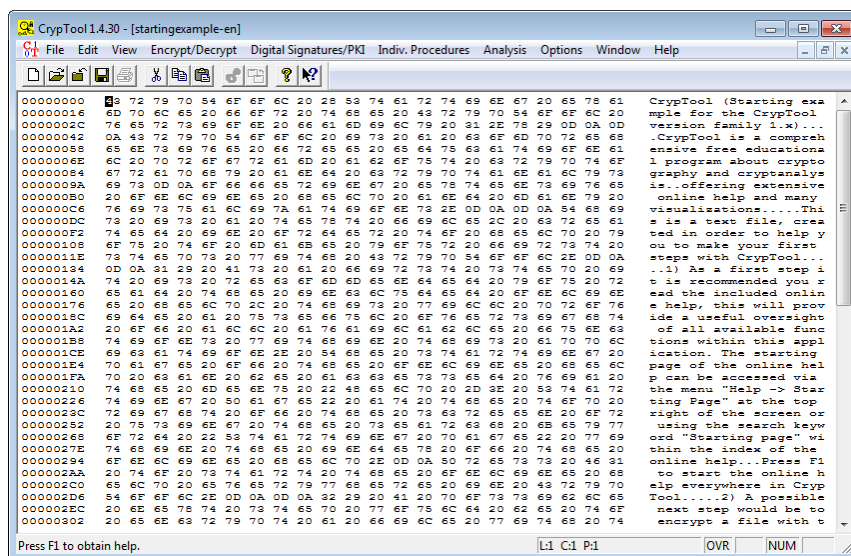 CrypTool 1.4.30 - [startingexample-en]
File Edit View Encrypt/Decrypt Digital Signatures/PKI Indiv. Procedures Analysis Options Window Help
00000000 43 72 79 70 54 6F 6F 6C 20 28 53 74 61 72 74 69 6E 67 20 65 78 61 CrypTool (Starting exa
00000016 6D 70 6C 65 20 66 6F 72 20 74 68 65 20 43 72 79 70 54 6F 6F 6C 20 mple for the CrypTool
0000002C 76 65 72 73 69 6F 6E 20 66 61 6D 69 6C 79 20 31 2E 78 29 0D 0A 0D version family 1.x)...
00000042 0A 43 72 79 70 54 6F 6F 6C 20 69 73 20 61 20 63 6F 6D 70 72 65 68 .CrypTool is a compreh
00000058 65 6E 73 69 76 65 20 66 72 65 65 20 65 64 75 63 61 74 69 6F 6E 61 ensive free educationa
0000006E 6C 20 70 72 6F 67 72 61 6D 20 61 62 6F 75 74 20 63 72 79 70 74 6F l program about crypto
00000084 67 72 61 70 68 79 20 61 6E 64 20 63 72 79 70 74 61 6E 61 6C 79 73 graphy and cryptanalys
0000009A 69 73 0D 0A 6F 66 66 65 72 69 6E 67 20 65 78 74 65 6E 73 69 76 65 is..offering extensive
000000B0 20 6F 6E 6C 69 6E 65 20 68 65 6C 70 20 61 6E 64 20 6D 61 6E 79 20 online help and many
000000C6 76 69 73 75 61 6C 69 7A 61 74 69 6F 6E 73 2E 0D 0A 0D 0A 54 68 69 visualizations.....Thi
000000DC 73 20 69 73 20 61 20 74 65 78 74 20 66 69 6C 65 2C 20 63 72 65 61 s is a text file, crea
000000F2 74 65 64 20 69 6E 20 6F 72 64 65 72 20 74 6F 20 68 65 6C 70 20 79 ted in order to help y
00000108 6F 75 20 74 6F 20 6D 61 6B 65 20 79 6F 75 72 20 66 69 72 73 74 20 ou to make your first
0000011E 73 74 65 70 73 20 77 69 74 68 20 43 72 79 70 54 6F 6F 6C 2E 0D 0A steps with CrypTool...
00000134 0D 0A 31 29 20 41 73 20 61 20 66 69 72 73 74 20 73 74 65 70 20 69 ..1) As a first step i
0000014A 74 20 69 73 20 72 65 63 6F 6D 6D 65 6E 64 65 64 20 79 6F 75 20 72 t is recommended you r
00000160 65 61 64 20 74 68 65 20 69 6E 63 6C 75 64 65 64 20 6F 6E 6C 69 6E ead the included onlin
00000176 65 20 68 65 6C 70 2C 20 74 68 69 73 20 77 69 6C 6C 20 70 72 6F 76 e help, this will prov
0000018C 69 64 65 20 61 20 75 73 65 66 75 6C 20 6F 76 65 72 73 69 67 68 74 ide a useful oversight
000001A2 20 6F 66 20 61 6C 6C 20 61 76 61 69 6C 61 62 6C 65 20 66 75 6E 63 of all available func
000001B8 74 69 6F 6E 73 20 77 69 74 68 69 6E 20 74 68 69 73 20 61 70 70 6C tions within this appl
000001CE 69 63 61 74 69 6F 6E 2E 20 54 68 65 20 73 74 61 72 74 69 6E 67 20 ication. The starting
000001E4 70 61 67 65 20 6F 66 20 74 68 65 20 6F 6E 6C 69 6E 65 20 68 65 6C page of the online hel
000001FA 70 20 63 61 6E 20 62 65 20 61 63 63 65 73 73 65 64 20 76 69 61 20 p can be accessed via
00000210 74 68 65 20 6D 65 6E 75 20 22 48 65 6C 70 20 2D 3E 20 53 74 61 72 the menu "Help -> Star
00000226 74 69 6E 67 20 50 61 67 65 22 20 61 74 20 74 68 65 20 74 6F 70 20 ting Page" at the top
0000023C 72 69 67 68 74 20 6F 66 20 74 68 65 20 73 63 72 65 65 6E 20 6F 72 right of the screen or
00000252 20 75 73 69 6E 67 20 74 68 65 20 73 65 61 72 63 68 20 6B 65 79 77 using the search keyw
00000268 6F 72 64 20 22 53 74 61 72 74 69 6E 67 20 70 61 67 65 22 20 77 69 ord "Starting page" wi
0000027E 74 68 69 6E 20 74 68 65 20 69 6E 64 65 78 20 6F 66 20 74 68 65 20 thin the index of the
00000294 6F 6E 6C 69 6E 65 20 68 65 6C 70 2E 0D 0A 50 72 65 73 73 20 46 31 online help...Press F1
000002AA 20 74 6F 20 73 74 61 72 74 20 74 68 65 20 6F 6E 6C 69 6E 65 20 68 to start the online h
000002C0 65 6C 70 20 65 76 65 72 79 77 68 65 72 65 20 69 6E 20 43 72 79 70 elp everywhere in Cryp
000002D6 54 6F 6F 6C 2E 0D 0A 0D 0A 32 29 20 41 20 70 6F 73 73 69 62 6C 65 Tool.....2) A possible
000002EC 20 6E 65 78 74 20 73 74 65 70 20 77 6F 75 6C 64 20 62 65 20 74 6F next step would be to
00000302 20 65 6E 63 72 79 70 74 20 61 20 66 69 6C 65 20 77 69 74 68 20 74 encrypt a file with t
Press F1 to obtain help. L:1 C:1 P:1 OVR NUM